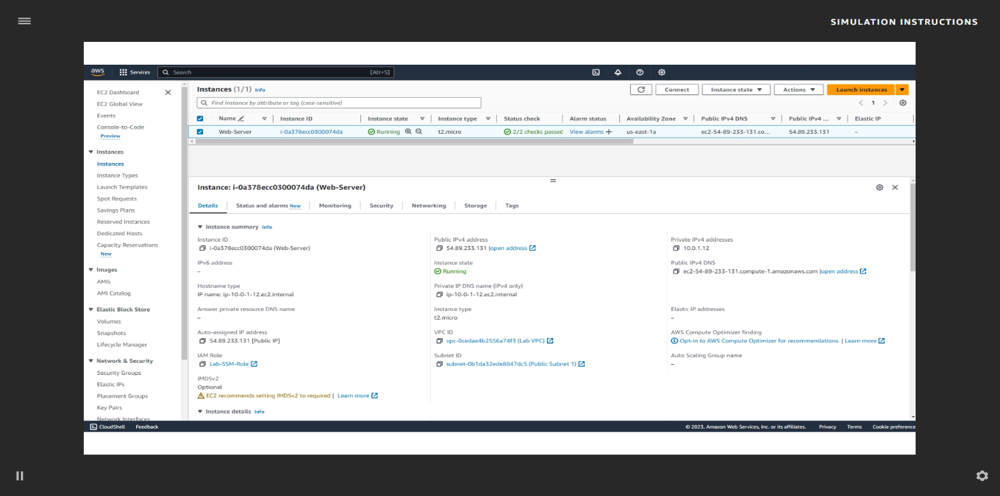 SIMULATION INSTRUCTIONS
aws Services Search [Alt+S]
EC2 Dashboard
EC2 Global View
Events
Console-to-Code
Preview
Instances
Instances
Instance Types
Launch Templates
Spot Requests
Savings Plans
Reserved Instances
Dedicated Hosts
Capacity Reservations
New
Images
AMIs
AMI Catalog
Elastic Block Store
Volumes
Snapshots
Lifecycle Manager
Network & Security
Security Groups
Elastic IPs
Placement Groups
Key Pairs
Network Interfaces
Instances (1/1) Info
Connect Instance state Actions Launch instances
Find Instance by attribute or tag (case-sensitive)
1
Name Instance ID Instance state Instance type Status check Alarm status Availability Zone Public IPv4 DNS Public IPv4 ... Elastic IP
Web-Server i-0a378ecc0300074da Running t2.micro 2/2 checks passed View alarms + us-east-1a ec2-54-89-233-131.co... 54.89.233.131 –
Instance: i-0a378ecc0300074da (Web-Server)
Details Status and alarms New Monitoring Security Networking Storage Tags
Instance summary Info
Instance ID
i-0a378ecc0300074da (Web-Server)
Public IPv4 address
54.89.233.131 |open address
Private IPv4 addresses
10.0.1.12
IPv6 address
–
Instance state
Running
Public IPv4 DNS
ec2-54-89-233-131.compute-1.amazonaws.com |open address
Hostname type
IP name: ip-10-0-1-12.ec2.internal
Private IP DNS name (IPv4 only)
ip-10-0-1-12.ec2.internal
Answer private resource DNS name
–
Instance type
t2.micro
Elastic IP addresses
–
Auto-assigned IP address
54.89.233.131 [Public IP]
VPC ID
vpc-0cedae4b2556a74f3 (Lab VPC)
AWS Compute Optimizer finding
Opt-in to AWS Compute Optimizer for recommendations. | Learn more
IAM Role
Lab-SSM-Role
Subnet ID
subnet-0b1da32ede8847dc5 (Public Subnet 1)
Auto Scaling Group name
–
IMDSv2
Optional
EC2 recommends setting IMDSv2 to required | Learn more
Instance details Info
CloudShell Feedback © 2023, Amazon Web Services, Inc. or its affiliates. Privacy Terms Cookie preference